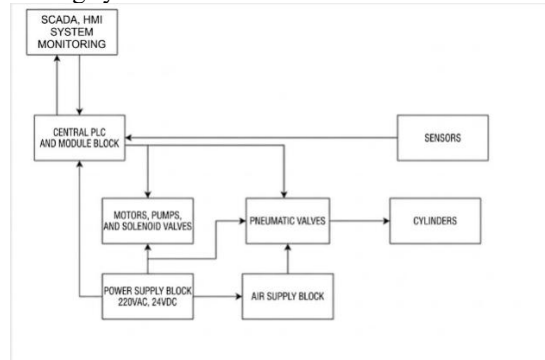 SCADA, HMI
SYSTEM
MONITORING
CENTRAL PLC
AND MODULE BLOCK
SENSORS
MOTORS, PUMPS,
AND SOLENOID VALVES
PNEUMATIC VALVES
CYLINDERS
POWER SUPPLY BLOCK
220VAC, 24VDC
AIR SUPPLY BLOCK